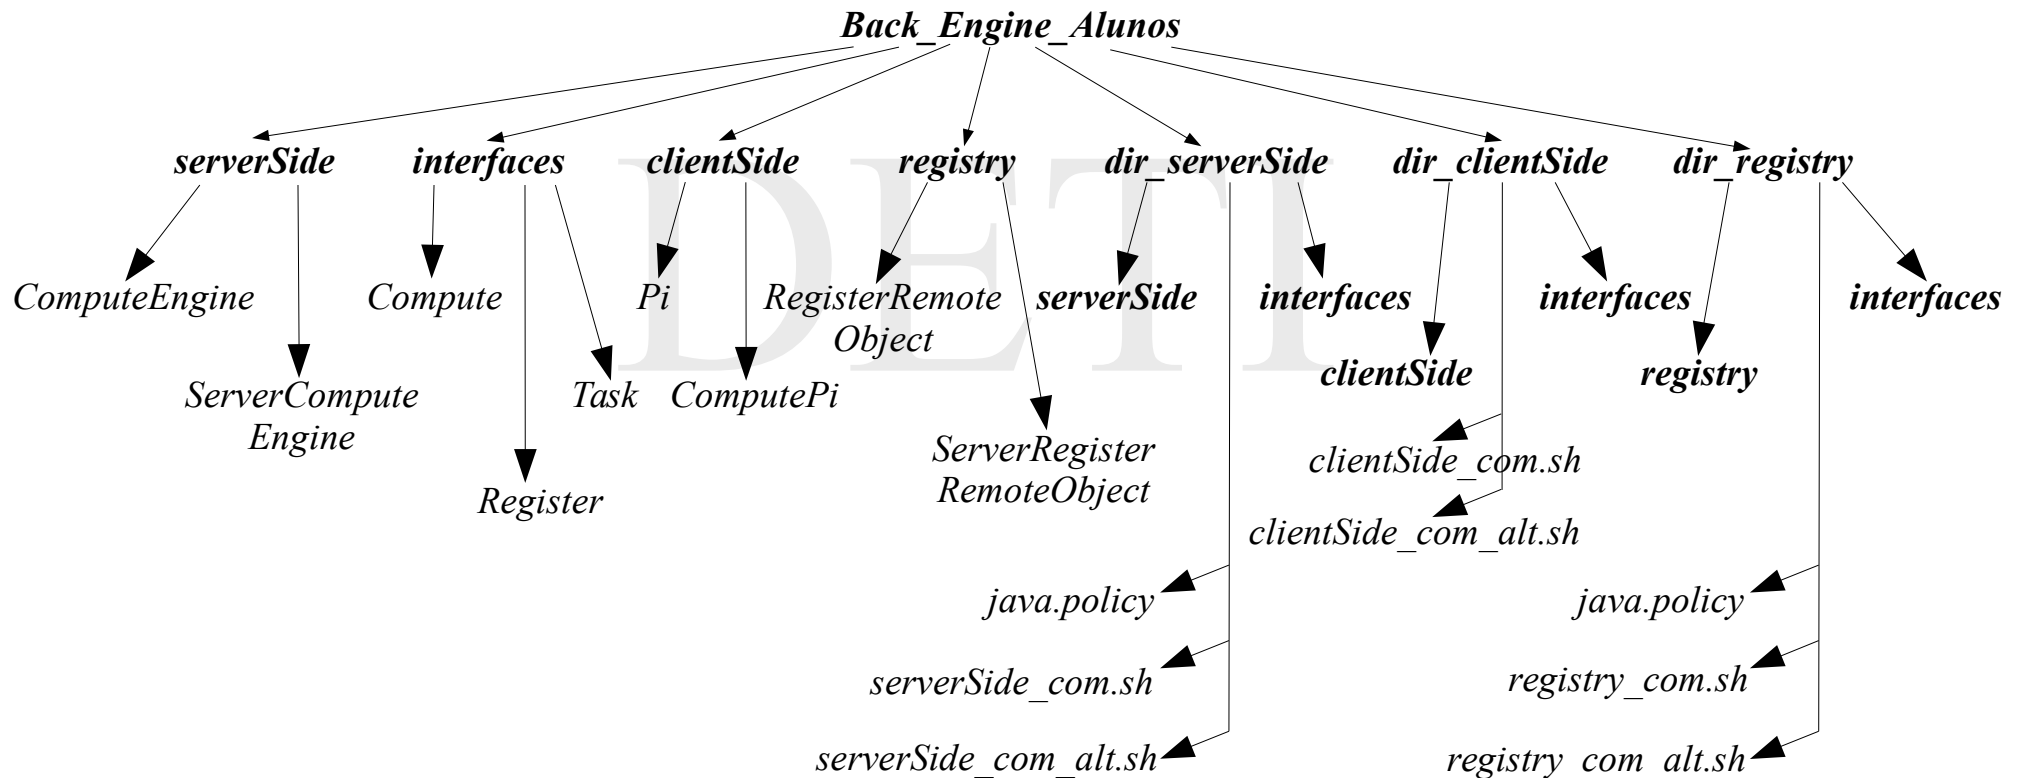 Back_Engine_Alunos
serverSide interfaces clientSide registry dir_serverSide dir_clientSide dir_registry
DETI
ComputeEngine Compute Pi RegisterRemote serverSide interfaces interfaces interfaces
Object
clientSide registry
ServerCompute Task ComputePi
Engine
ServerRegister
clientSide_com.sh
RemoteObject
Register
clientSide_com_alt.sh
java.policy java.policy
serverSide_com.sh registry_com.sh
serverSide_com_alt.sh registry_com_alt.sh